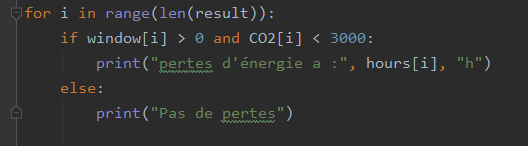 for i in range(len(result)):
    if window[i] > 0 and CO2[i] < 3000:
        print("pertes d'énergie a :", hours[i], "h")
    else:
        print("Pas de pertes")